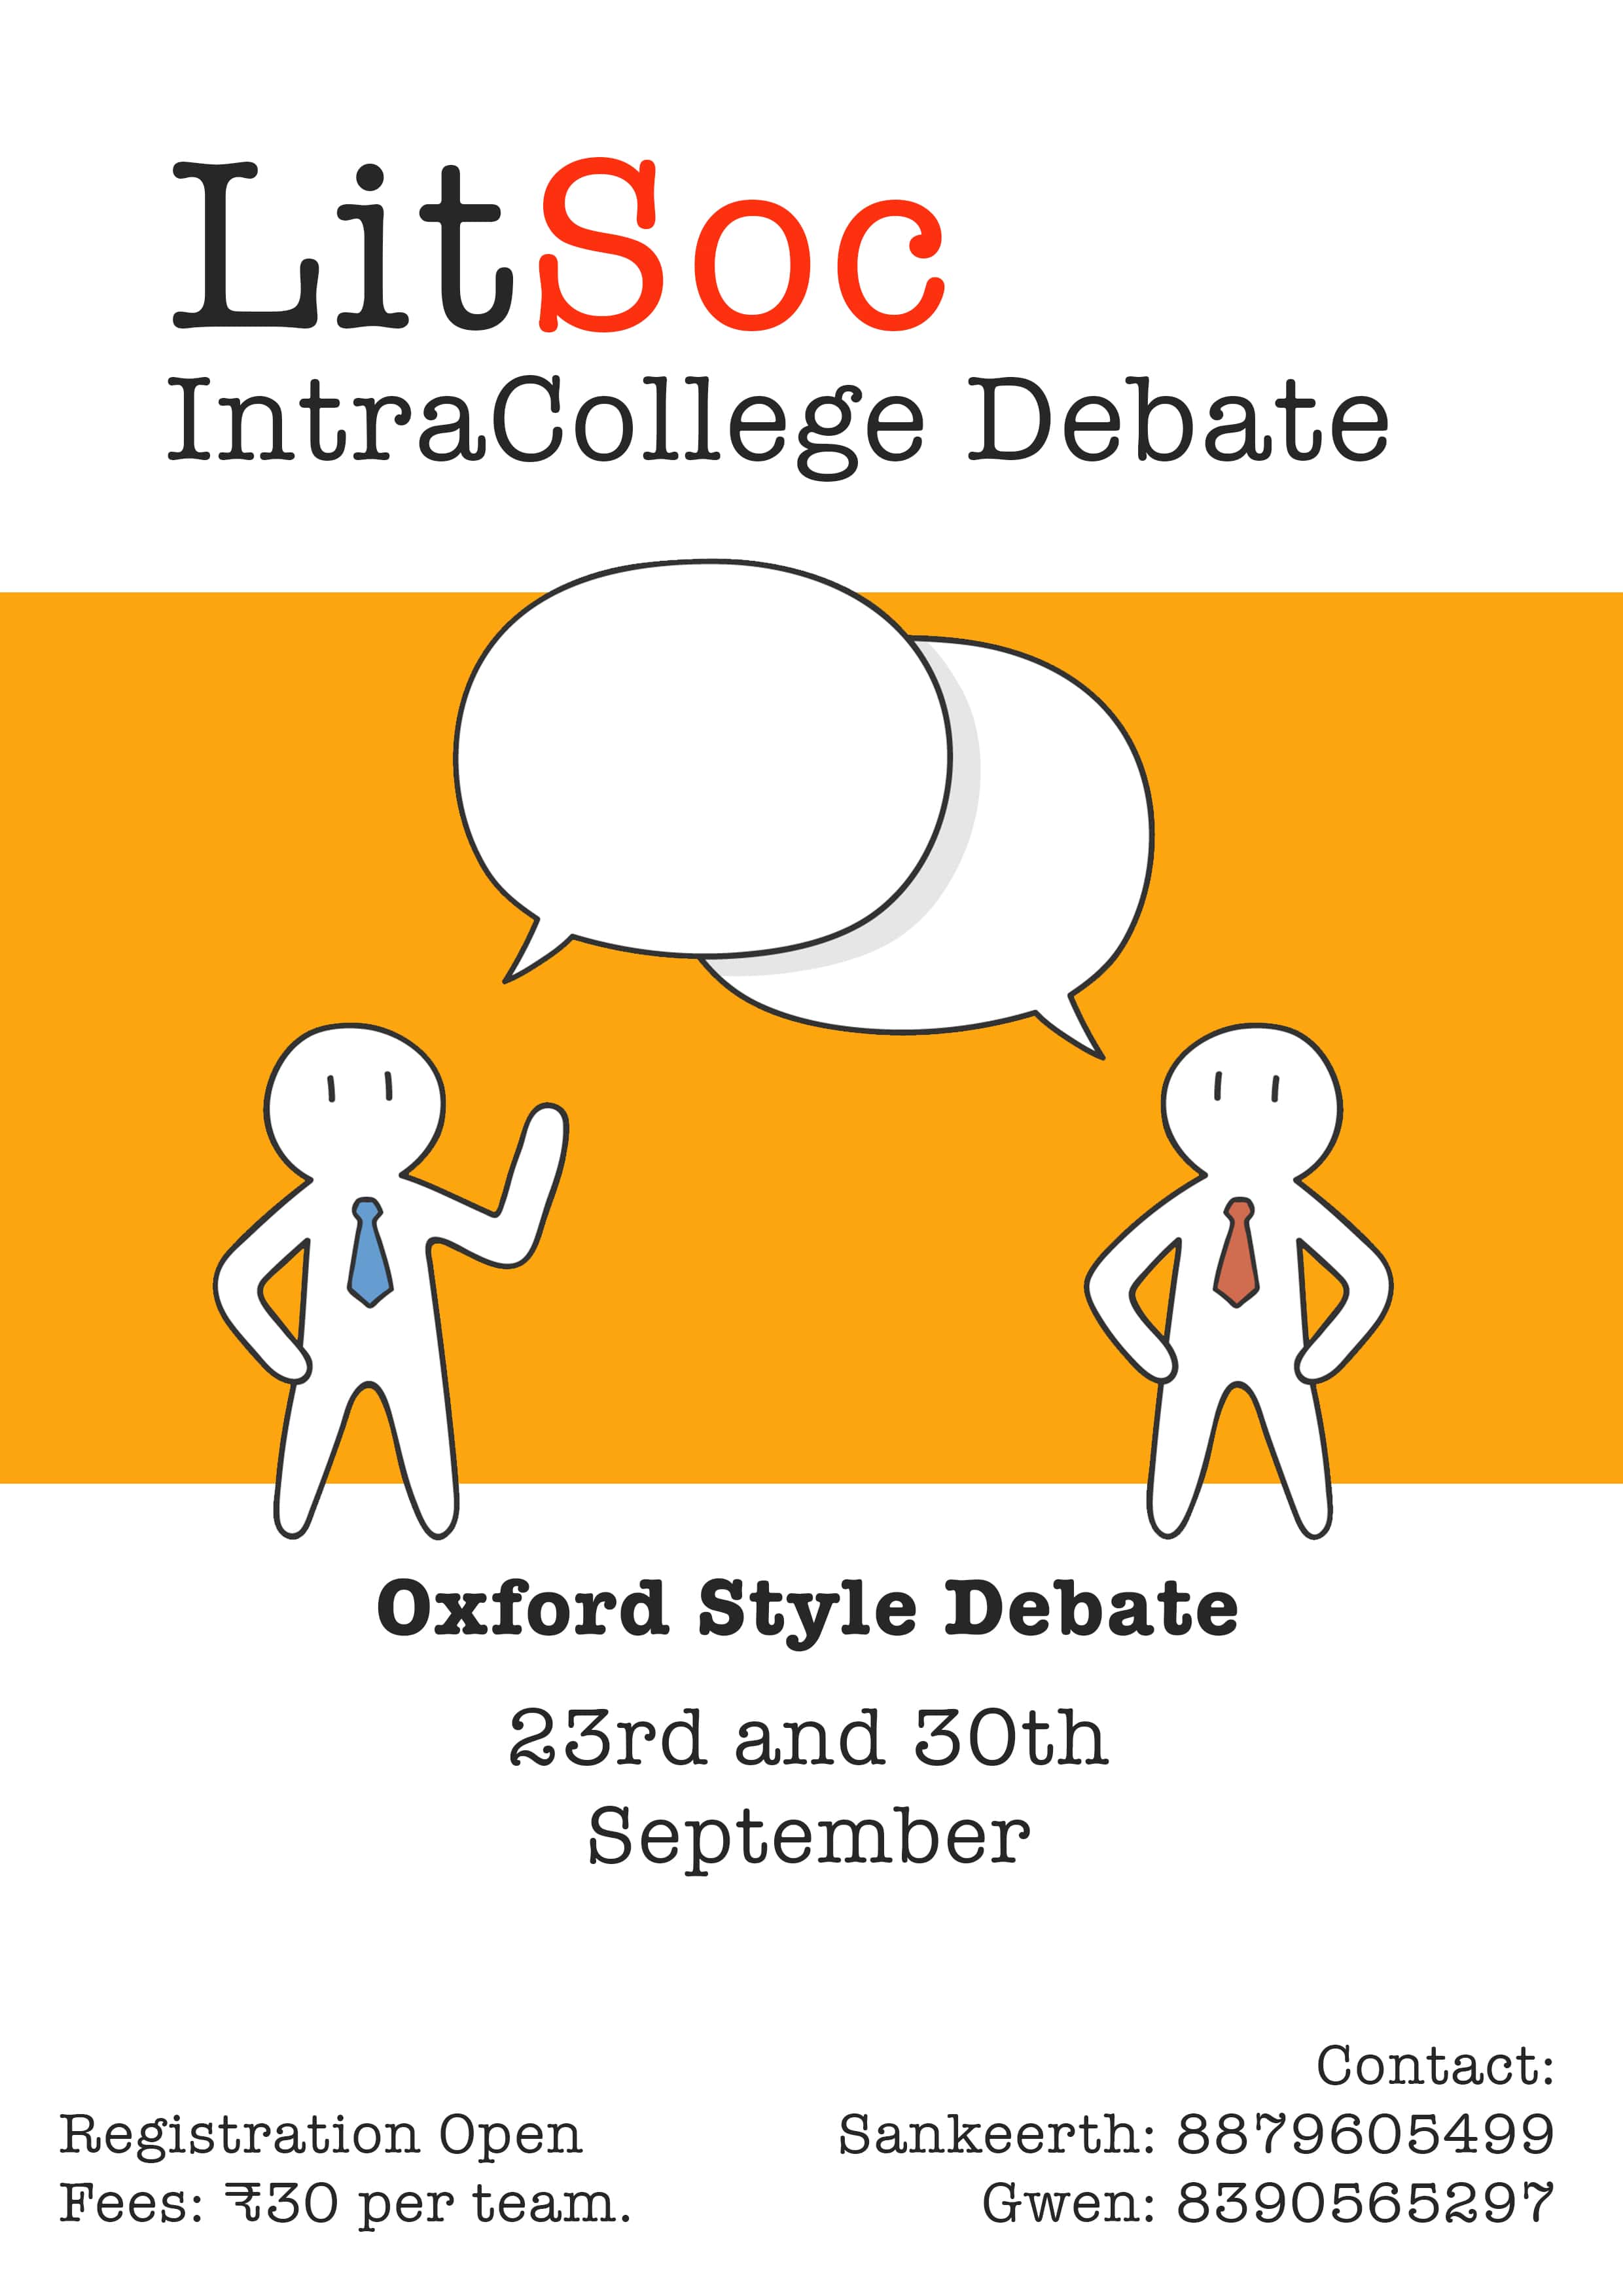 LitSoc
IntraCollege Debate
Oxford Style Debate
23rd and 30th
September
Registration Open
Fees: ₹30 per team.
Contact:
Sankeerth: 8879605499
Gwen: 8390565297